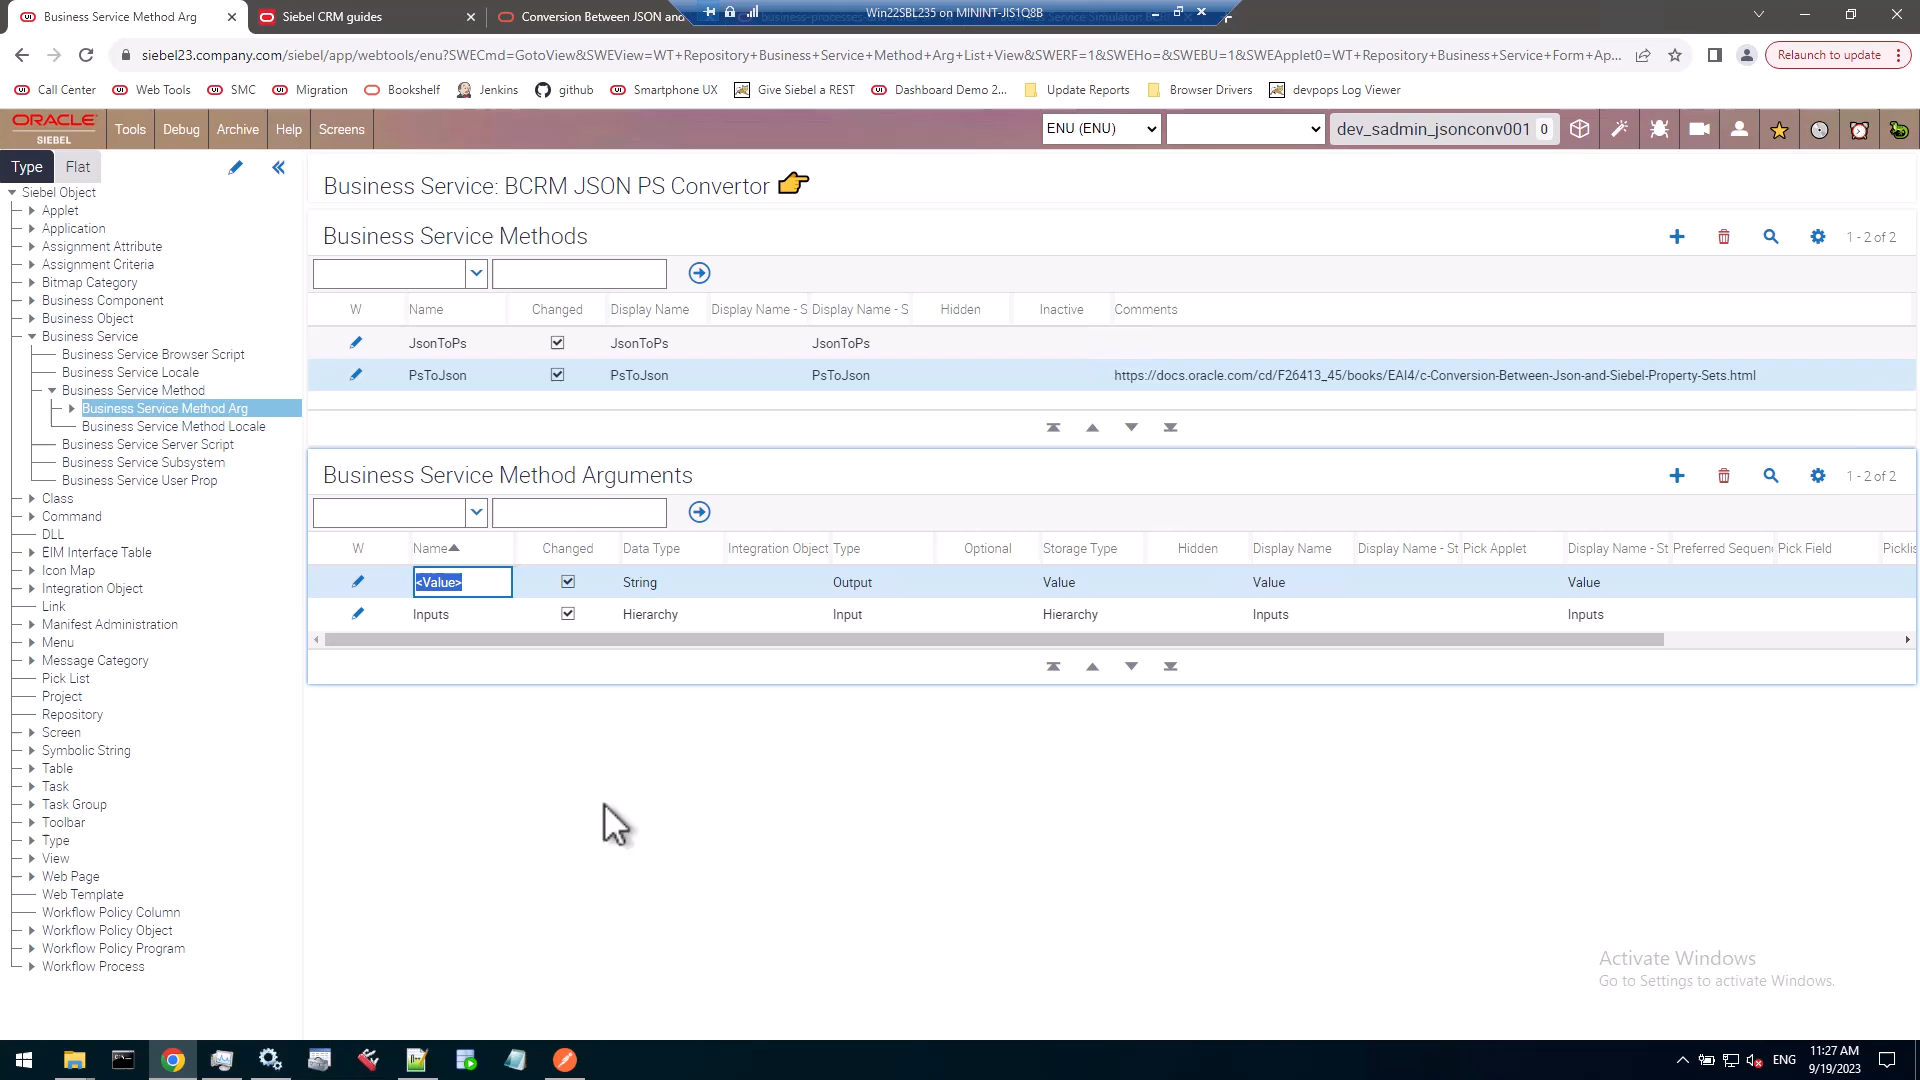 Business Service Method Arg
Siebel CRM guides
Conversion Between JSON and
Win22SBL235 on MININT-JIS1Q8B
siebel23.company.com/siebel/app/webtools/enu?SWECmd=GotoView&SWEView=WT+Repository+Business+Service+Method+Arg+List+View&SWERF=1&SWEHo=&SWEBU=1&SWEApplet0=WT+Repository+Business+Service+Form+Ap...
Relaunch to update
Call Center
Web Tools
SMC
Migration
Bookshelf
Jenkins
github
Smartphone UX
Give Siebel a REST
Dashboard Demo 2...
Update Reports
Browser Drivers
devpops Log Viewer
ORACLE
SIEBEL
Tools
Debug
Archive
Help
Screens
ENU (ENU)
dev_sadmin_jsonconv001 0
Type
Flat
Siebel Object
Applet
Application
Assignment Attribute
Assignment Criteria
Bitmap Category
Business Component
Business Object
Business Service
Business Service Browser Script
Business Service Locale
Business Service Method
Business Service Method Arg
Business Service Method Locale
Business Service Server Script
Business Service Subsystem
Business Service User Prop
Class
Command
DLL
EIM Interface Table
Icon Map
Integration Object
Link
Manifest Administration
Menu
Message Category
Pick List
Project
Repository
Screen
Symbolic String
Table
Task
Task Group
Toolbar
Type
View
Web Page
Web Template
Workflow Policy Column
Workflow Policy Object
Workflow Policy Program
Workflow Process
Business Service: BCRM JSON PS Convertor
Business Service Methods
1 - 2 of 2
W Name Changed Display Name Display Name - S Display Name - S Hidden Inactive Comments
JsonToPs JsonToPs JsonToPs
PsToJson PsToJson PsToJson https://docs.oracle.com/cd/F26413_45/books/EAI4/c-Conversion-Between-Json-and-Siebel-Property-Sets.html
Business Service Method Arguments
1 - 2 of 2
W Name Changed Data Type Integration Object Type Optional Storage Type Hidden Display Name Display Name - St Pick Applet Display Name - St Preferred Sequen Pick Field Picklis
<Value> String Output Value Value Value
Inputs Hierarchy Input Hierarchy Inputs Inputs
Activate Windows
Go to Settings to activate Windows.
ENG
11:27 AM
9/19/2023